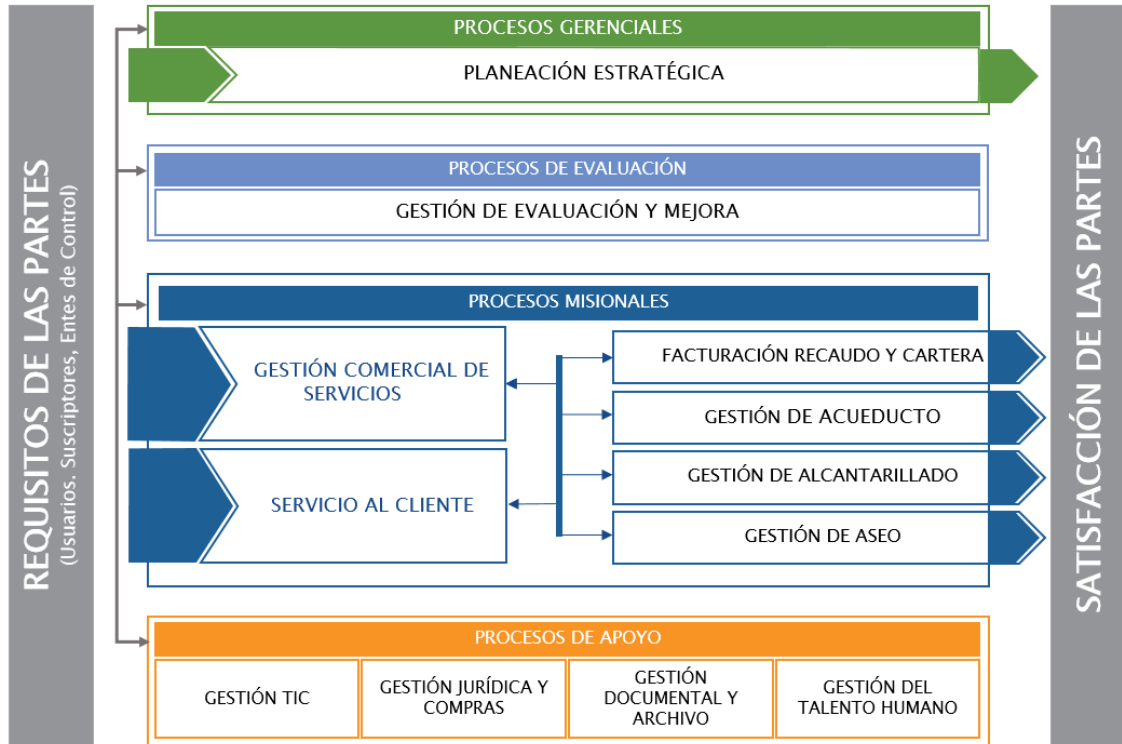 REQUISITOS DE LAS PARTES
(Usuarios, Suscriptores, Entes de Control)
PROCESOS GERENCIALES
PLANEACIÓN ESTRATÉGICA
PROCESOS DE EVALUACIÓN
GESTIÓN DE EVALUACIÓN Y MEJORA
PROCESOS MISIONALES
GESTIÓN COMERCIAL DE
SERVICIOS
SERVICIO AL CLIENTE
FACTURACIÓN RECAUDO Y CARTERA
GESTIÓN DE ACUEDUCTO
GESTIÓN DE ALCANTARILLADO
GESTIÓN DE ASEO
PROCESOS DE APOYO
GESTIÓN TIC
GESTIÓN JURÍDICA Y
COMPRAS
GESTIÓN
DOCUMENTAL Y
ARCHIVO
GESTIÓN DEL
TALENTO HUMANO
SATISFACCIÓN DE LAS PARTES